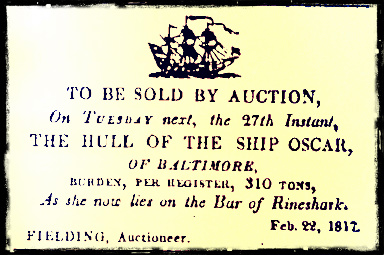 TO BE SOLD BY AUCTION,
On TUESDAY next, the 27th Instant,
THE HULL OF THE SHIP OSCAR,
OF BALTIMORE,
BURDEN, PER REGISTER, 310 TONS,
As she now lies on the Bar of Rineshark.
Feb. 22, 1817.
FIELDING, Auctioneer.